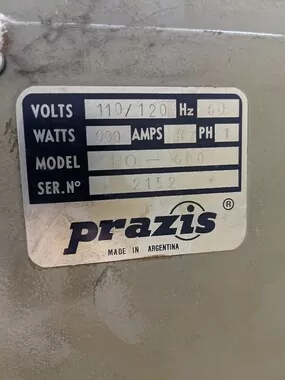 VOLTS 110/120 Hz 60
WATTS AMPS PH 1
MODEL
SER.Nº 2152
prazis ®
MADE IN ARGENTINA